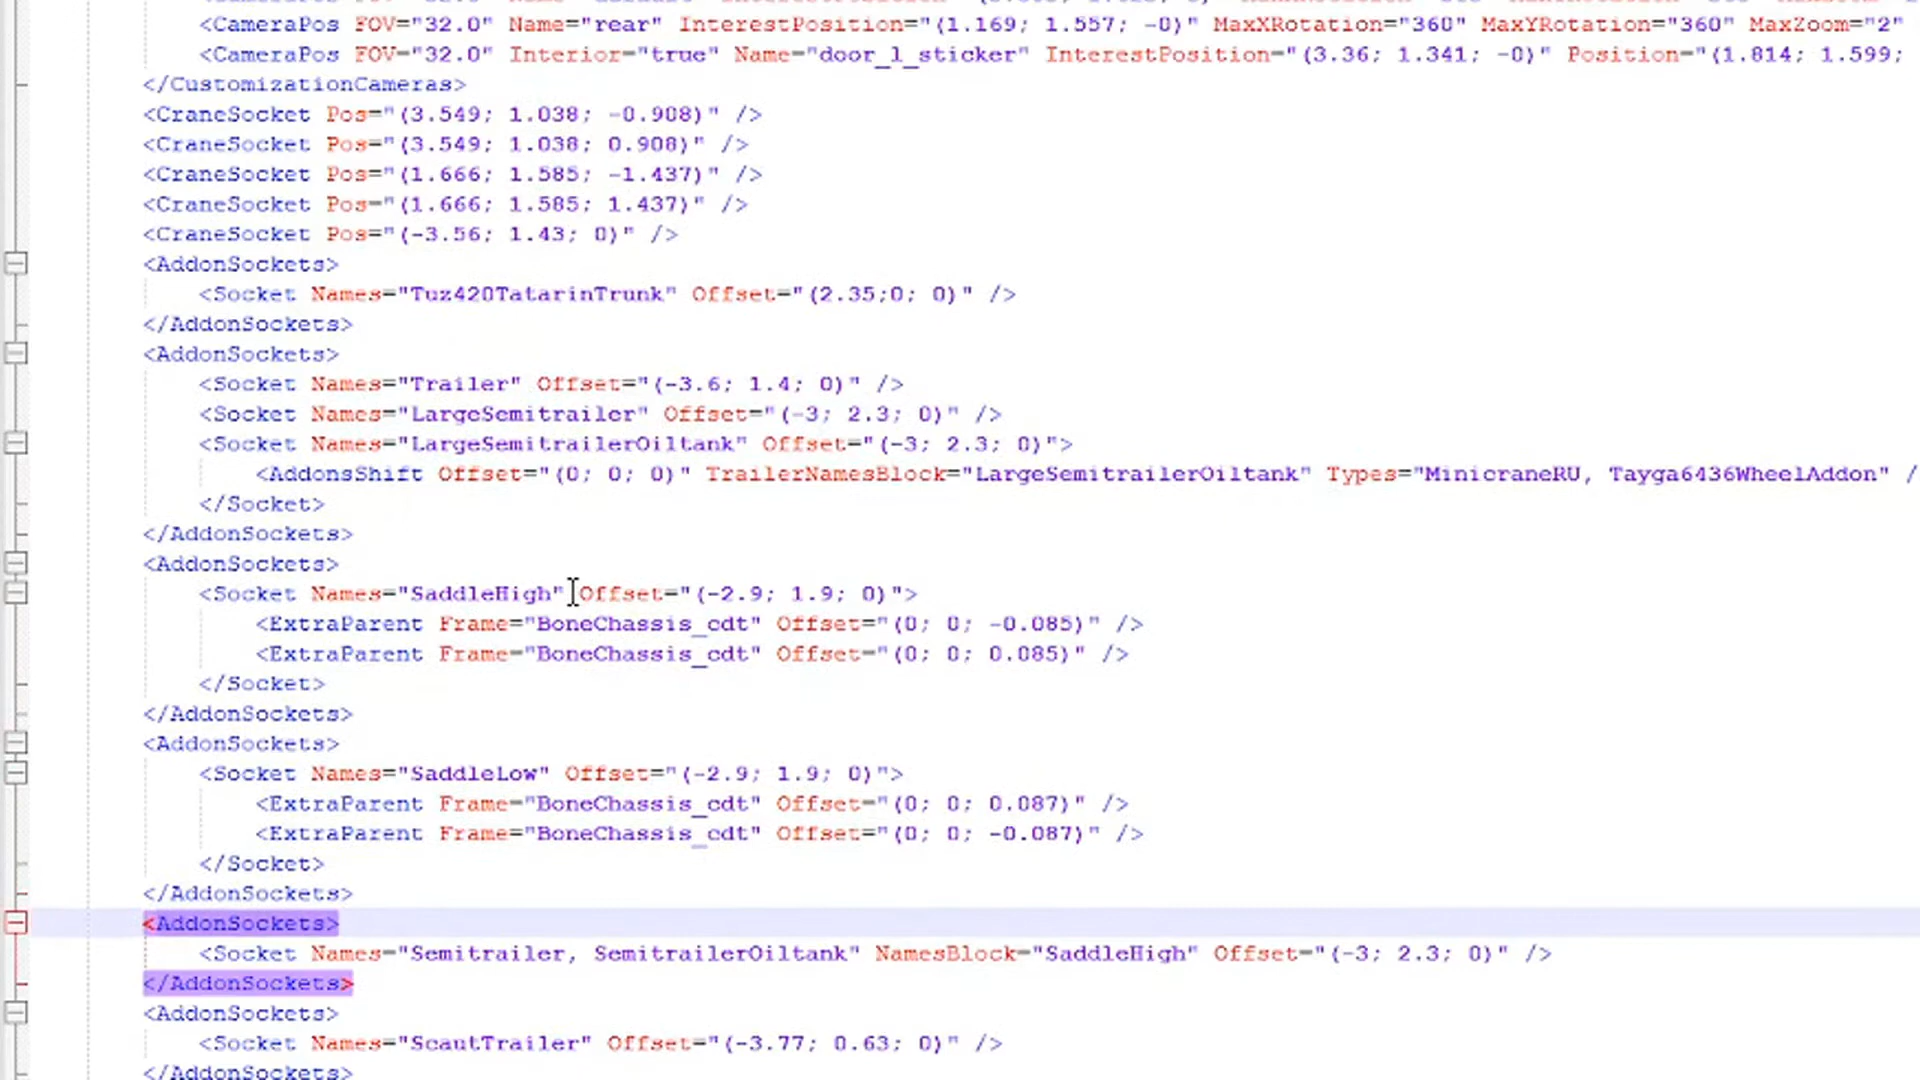 <CameraPos FOV="32.0" Name="rear" InterestPosition="(1.169; 1.557; -0)" MaxXRotation="360" MaxYRotation="360" MaxZoom="2"
<CameraPos FOV="32.0" Interior="true" Name="door_l_sticker" InterestPosition="(3.36; 1.341; -0)" Position="(1.814; 1.599;
</CustomizationCameras>
<CraneSocket Pos="(3.549; 1.038; -0.908)" />
<CraneSocket Pos="(3.549; 1.038; 0.908)" />
<CraneSocket Pos="(1.666; 1.585; -1.437)" />
<CraneSocket Pos="(1.666; 1.585; 1.437)" />
<CraneSocket Pos="(-3.56; 1.43; 0)" />
<AddonSockets>
<Socket Names="Tuz420TatarinTrunk" Offset="(2.35;0; 0)" />
</AddonSockets>
<AddonSockets>
<Socket Names="Trailer" Offset="(-3.6; 1.4; 0)" />
<Socket Names="LargeSemitrailer" Offset="(-3; 2.3; 0)" />
<Socket Names="LargeSemitrailerOiltank" Offset="(-3; 2.3; 0)">
<AddonsShift Offset="(0; 0; 0)" TrailerNamesBlock="LargeSemitrailerOiltank" Types="MinicraneRU, Tayga6436WheelAddon" /
</Socket>
</AddonSockets>
<AddonSockets>
<Socket Names="SaddleHigh" Offset="(-2.9; 1.9; 0)">
<ExtraParent Frame="BoneChassis_cdt" Offset="(0; 0; -0.085)" />
<ExtraParent Frame="BoneChassis_cdt" Offset="(0; 0; 0.085)" />
</Socket>
</AddonSockets>
<AddonSockets>
<Socket Names="SaddleLow" Offset="(-2.9; 1.9; 0)">
<ExtraParent Frame="BoneChassis_cdt" Offset="(0; 0; 0.087)" />
<ExtraParent Frame="BoneChassis_cdt" Offset="(0; 0; -0.087)" />
</Socket>
</AddonSockets>
<AddonSockets>
<Socket Names="Semitrailer, SemitrailerOiltank" NamesBlock="SaddleHigh" Offset="(-3; 2.3; 0)" />
</AddonSockets>
<AddonSockets>
<Socket Names="ScautTrailer" Offset="(-3.77; 0.63; 0)" />
</AddonSockets>